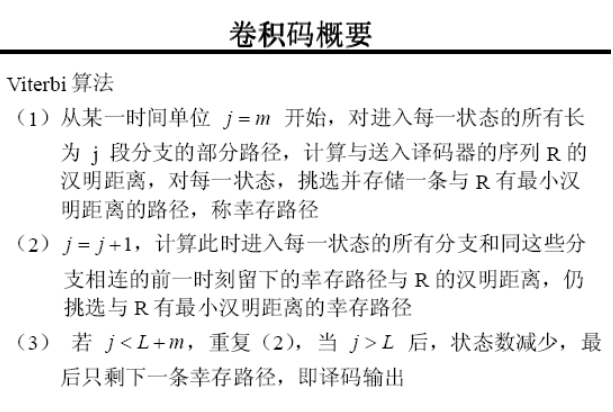 卷积码概要
Viterbi 算法
（1）从某一时间单位 j = m 开始，对进入每一状态的所有长
为 j 段分支的部分路径，计算与送入译码器的序列 R 的
汉明距离，对每一状态，挑选并存储一条与 R 有最小汉
明距离的路径，称幸存路径
（2）j = j +1，计算此时进入每一状态的所有分支和同这些分
支相连的前一时刻留下的幸存路径与 R 的汉明距离，仍
挑选与 R 有最小汉明距离的幸存路径
（3） 若 j < L + m，重复（2），当 j > L 后，状态数减少，最
后只剩下一条幸存路径，即译码输出